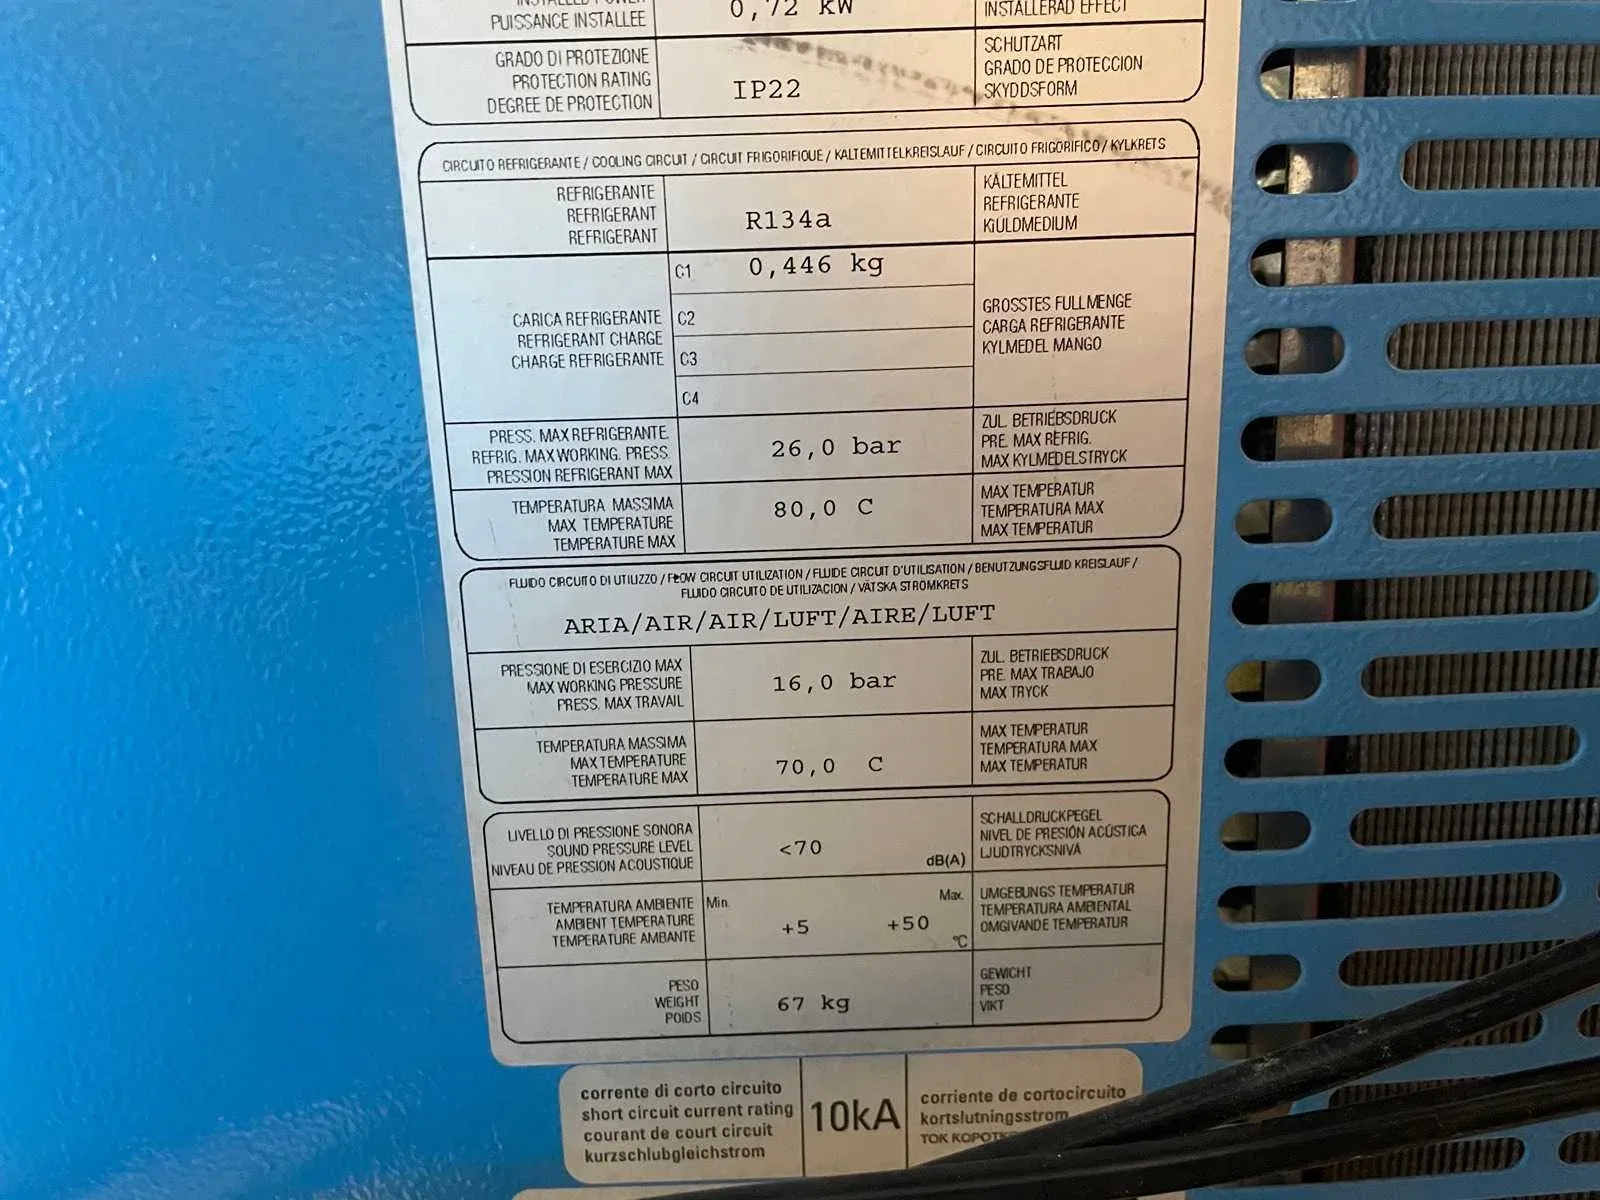 PUISSANCE INSTALLEE
0,72 kW
INSTALLERAD EFFECT
GRADO DI PROTEZIONE
PROTECTION RATING
DEGREE DE PROTECTION
IP22
SCHUTZART
GRADO DE PROTECCION
SKYDDSFORM
CIRCUITO REFRIGERANTE / COOLING CIRCUIT / CIRCUIT FRIGORIFIQUE / KALTEMITTELKREISLAUF / CIRCUITO FRIGORÍFICO / KYLKRETS
REFRIGERANTE
REFRIGERANT
REFRIGERANT
R134a
KÄLTEMITTEL
REFRIGERANTE
KIULDMEDIUM
CARICA REFRIGERANTE
REFRIGERANT CHARGE
CHARGE REFRIGERANTE
C1 0,446 kg
C2
C3
C4
GROSSTES FULLMENGE
CARGA REFRIGERANTE
KYLMEDEL MANGO
PRESS. MAX REFRIGERANTE.
REFRIG. MAX WORKING. PRESS.
PRESSION REFRIGERANT MAX
26,0 bar
ZUL. BETRIEBSDRUCK
PRE. MAX REFRIG.
MAX KYLMEDELSTRYCK
TEMPERATURA MASSIMA
MAX TEMPERATURE
TEMPERATURE MAX
80,0 C
MAX TEMPERATUR
TEMPERATURA MAX
MAX TEMPERATUR
FLUIDO CIRCUITO DI UTILIZZO / FLOW CIRCUIT UTILIZATION / FLUIDE CIRCUIT D'UTILISATION / BENUTZUNGSFLUID KREISLAUF /
FLUIDO CIRCUITO DE UTILIZACION / VÄTSKA STROMKRETS
ARIA/AIR/AIR/LUFT/AIRE/LUFT
PRESSIONE DI ESERCIZIO MAX
MAX WORKING PRESSURE
PRESS. MAX TRAVAIL
16,0 bar
ZUL. BETRIEBSDRUCK
PRE. MAX TRABAJO
MAX TRYCK
TEMPERATURA MASSIMA
MAX TEMPERATURE
TEMPERATURE MAX
70,0 C
MAX TEMPERATUR
TEMPERATURA MAX
MAX TEMPERATUR
LIVELLO DI PRESSIONE SONORA
SOUND PRESSURE LEVEL
NIVEAU DE PRESSION ACOUSTIQUE
<70 dB(A)
SCHALLDRUCKPEGEL
NIVEL DE PRESIÓN ACÚSTICA
LJUDTRYCKSNIVÁ
TEMPERATURA AMBIENTE
AMBIENT TEMPERATURE
TEMPERATURE AMBANTE
Min. Max.
+5 +50
°C
UMGEBUNGS TEMPERATUR
TEMPERATURA AMBIENTAL
OMGIVANDE TEMPERATUR
PESO
WEIGHT
POIDS
67 kg
GEWICHT
PESO
VIKT
corrente di corto circuito
short circuit current rating
courant de court circuit
kurzschlubgleichstrom
10kA
corriente de cortocircuito
kortslutningsstrom